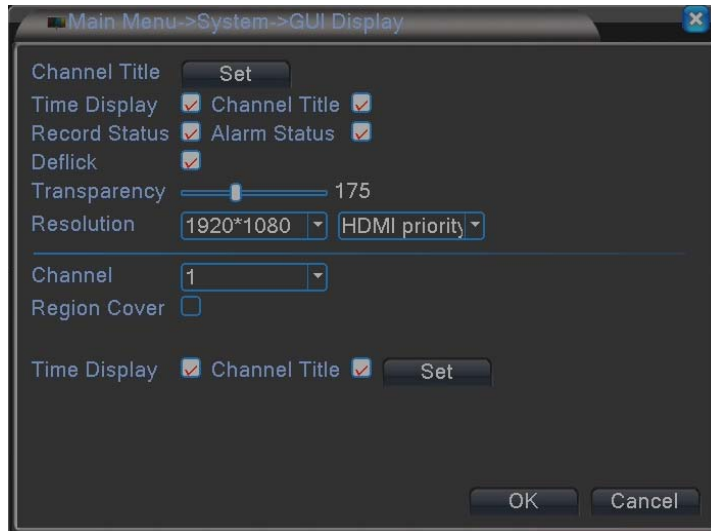 Main Menu->System->GUI Display
Channel Title Set
Time Display Channel Title
Record Status Alarm Status
Deflick
Transparency 175
Resolution 1920*1080 HDMI priority
Channel 1
Region Cover
Time Display Channel Title Set
OK Cancel